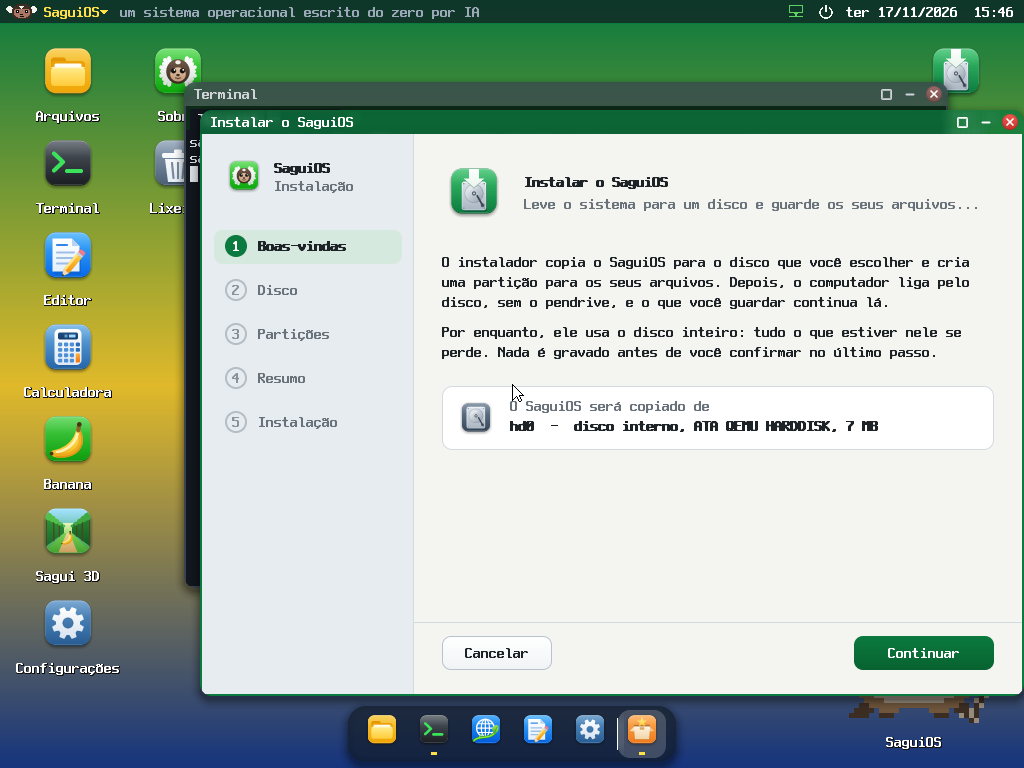 SaguiOS um sistema operacional escrito do zero por IA
ter 17/11/2026 15:46
Arquivos
Terminal
Editor
Calculadora
Banana
Sagui 3D
Configurações
Terminal
Instalar o SaguiOS
SaguiOS
Instalação
1 Boas-vindas
2 Disco
3 Partições
4 Resumo
5 Instalação
Instalar o SaguiOS
Leve o sistema para um disco e guarde os seus arquivos...
O instalador copia o SaguiOS para o disco que você escolher e cria
uma partição para os seus arquivos. Depois, o computador liga pelo
disco, sem o pendrive, e o que você guardar continua lá.
Por enquanto, ele usa o disco inteiro: tudo o que estiver nele se
perde. Nada é gravado antes de você confirmar no último passo.
O SaguiOS será copiado de
hd0 - disco interno, ATA QEMU HARDDISK, 7 MB
Cancelar
Continuar
SaguiOS